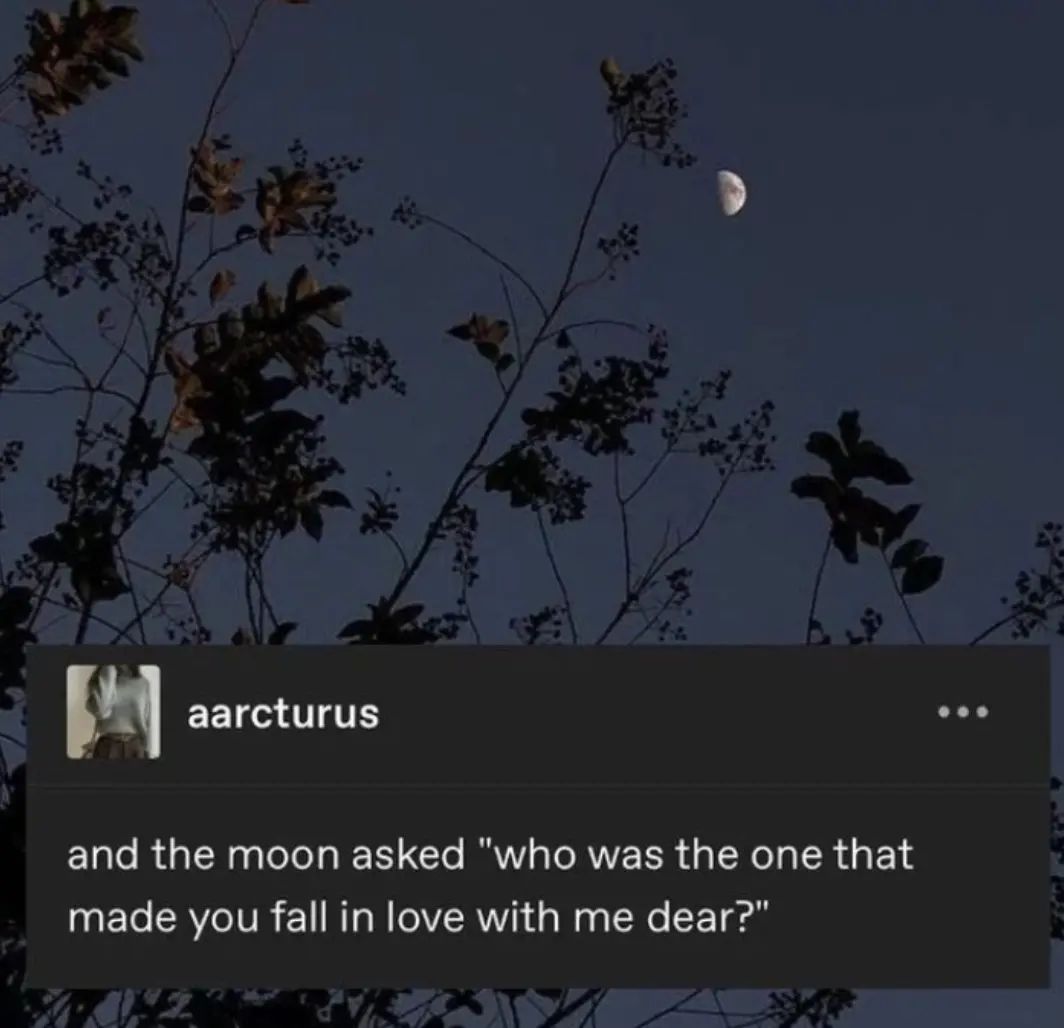 aarcturus
and the moon asked "who was the one that
made you fall in love with me dear?"